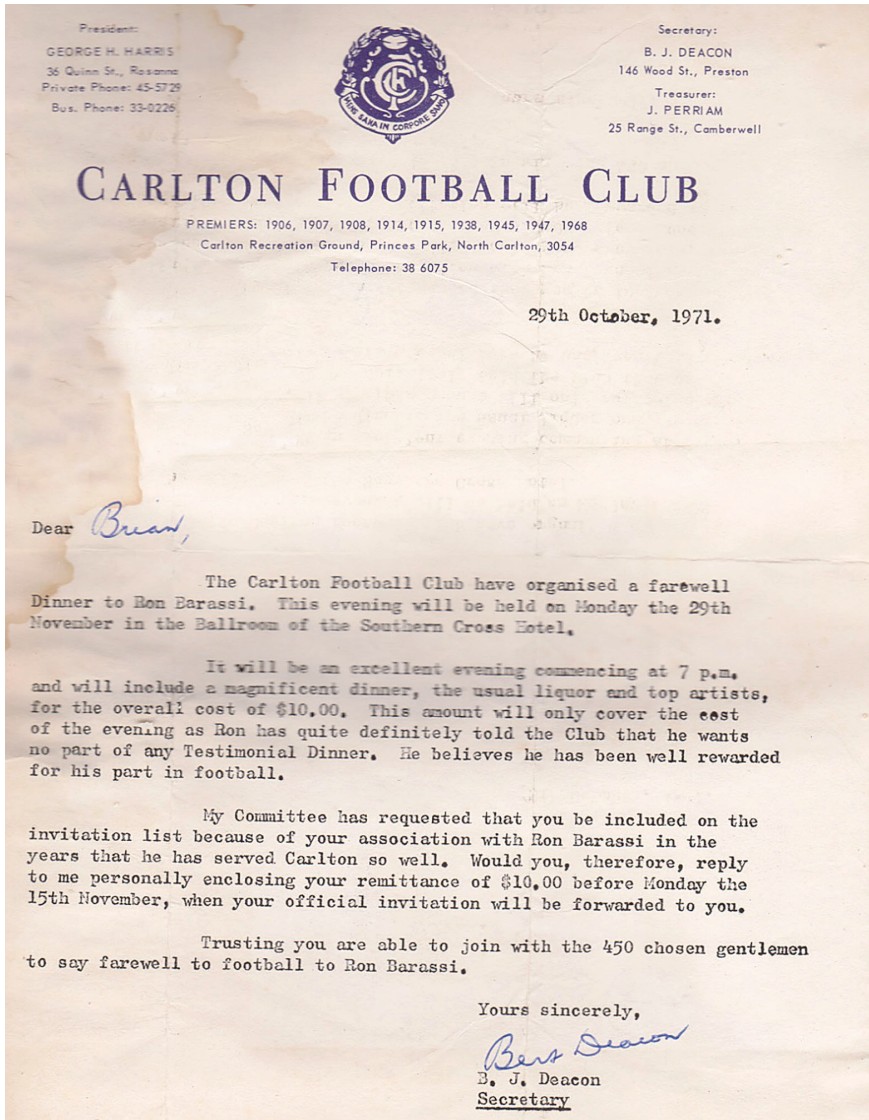 President:
GEORGE H. HARRIS
36 Quinn St., Rosanna
Private Phone: 45-5729
Bus. Phone: 33-0226
Secretary:
B. J. DEACON
146 Wood St., Preston
Treasurer:
J. PERRIAM
25 Range St., Camberwell
CFC
MENS SANA IN CORPORE SANO
CARLTON FOOTBALL CLUB
PREMIERS: 1906, 1907, 1908, 1914, 1915, 1938, 1945, 1947, 1968
Carlton Recreation Ground, Princes Park, North Carlton, 3054
Telephone: 38 6075
29th October, 1971.
Dear Brian,
The Carlton Football Club have organised a farewell
Dinner to Ron Barassi. This evening will be held on Monday the 29th
November in the Ballroom of the Southern Cross Hotel.
It will be an excellent evening commencing at 7 p.m.
and will include a magnificent dinner, the usual liquor and top artists,
for the overall cost of $10.00. This amount will only cover the cost
of the evening as Ron has quite definitely told the Club that he wants
no part of any Testimonial Dinner. He believes he has been well rewarded
for his part in football.
My Committee has requested that you be included on the
invitation list because of your association with Ron Barassi in the
years that he has served Carlton so well. Would you, therefore, reply
to me personally enclosing your remittance of $10.00 before Monday the
15th November, when your official invitation will be forwarded to you.
Trusting you are able to join with the 450 chosen gentlemen
to say farewell to football to Ron Barassi.
Yours sincerely,
Bert Deacon
B. J. Deacon
Secretary